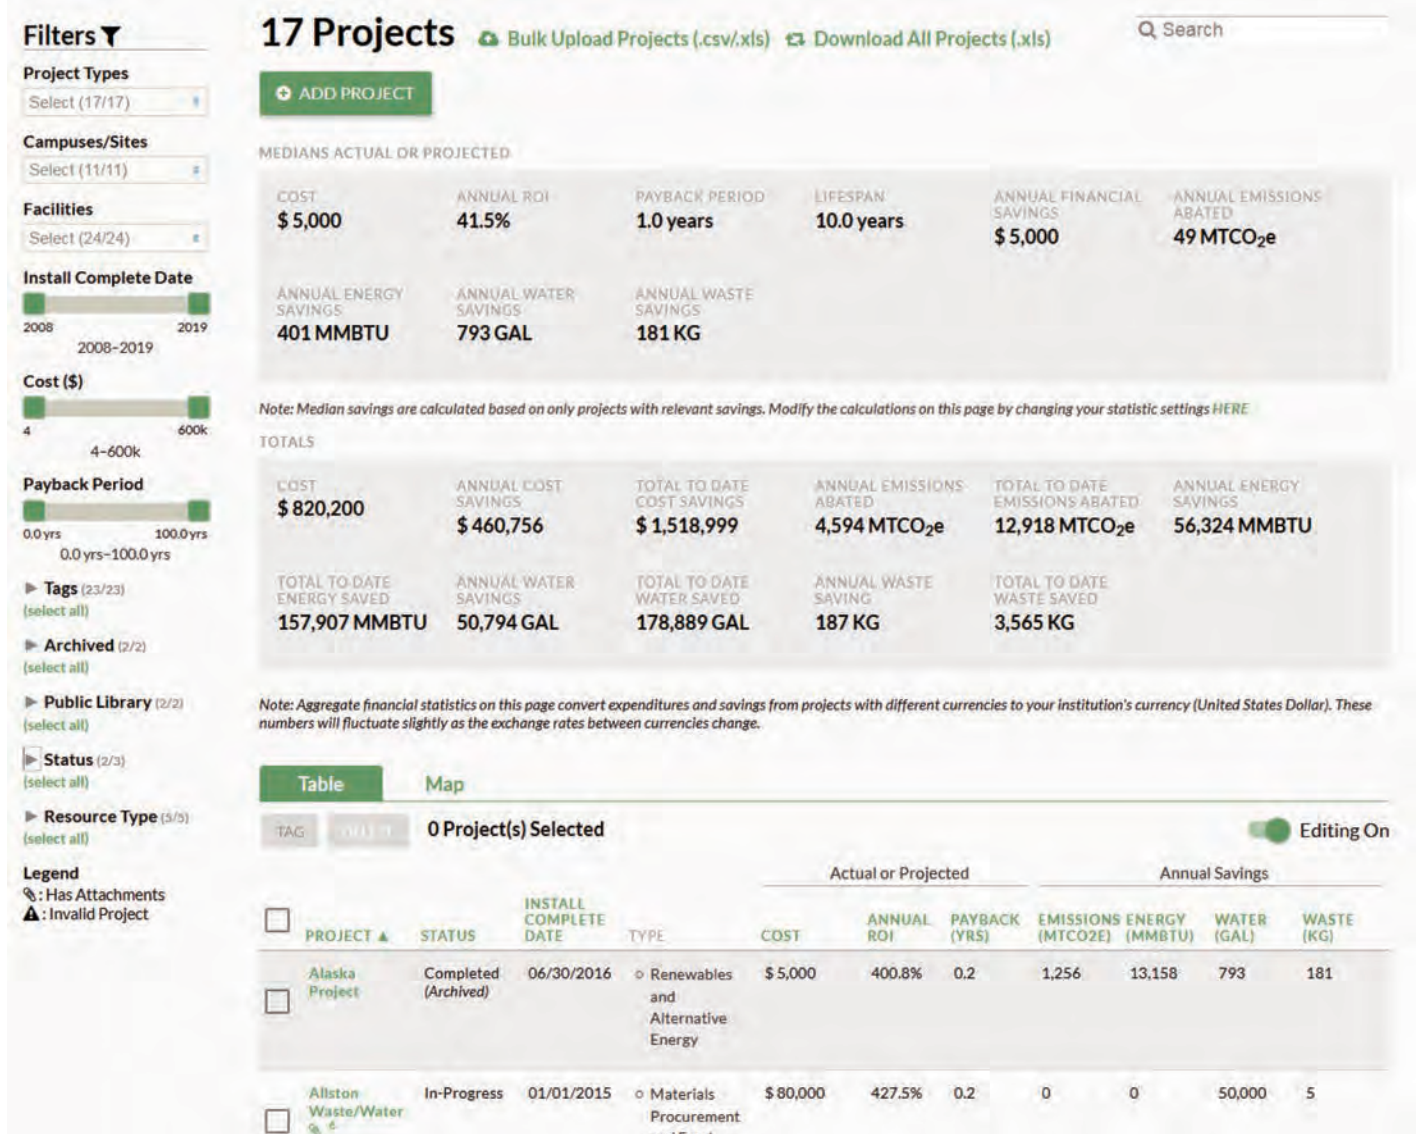 Filters
Project Types
Select (17/17)
Campuses/Sites
Select (11/11)
Facilities
Select (24/24)
Install Complete Date
2008 2019
2008–2019
Cost ($)
4 600k
4–600k
Payback Period
0.0 yrs 100.0 yrs
0.0 yrs–100.0 yrs
Tags (23/23)
(select all)
Archived (2/2)
(select all)
Public Library (2/2)
(select all)
Status (2/3)
(select all)
Resource Type (5/5)
(select all)
Legend
: Has Attachments
: Invalid Project
17 Projects Bulk Upload Projects (.csv/.xls) Download All Projects (.xls)
Search
ADD PROJECT
MEDIANS ACTUAL OR PROJECTED
COST
$ 5,000
ANNUAL ROI
41.5%
PAYBACK PERIOD
1.0 years
LIFESPAN
10.0 years
ANNUAL FINANCIAL
SAVINGS
$ 5,000
ANNUAL EMISSIONS
ABATED
49 MTCO₂e
ANNUAL ENERGY
SAVINGS
401 MMBTU
ANNUAL WATER
SAVINGS
793 GAL
ANNUAL WASTE
SAVINGS
181 KG
Note: Median savings are calculated based on only projects with relevant savings. Modify the calculations on this page by changing your statistic settings HERE
TOTALS
COST
$ 820,200
ANNUAL COST
SAVINGS
$ 460,756
TOTAL TO DATE
COST SAVINGS
$ 1,518,999
ANNUAL EMISSIONS
ABATED
4,594 MTCO₂e
TOTAL TO DATE
EMISSIONS ABATED
12,918 MTCO₂e
ANNUAL ENERGY
SAVINGS
56,324 MMBTU
TOTAL TO DATE
ENERGY SAVED
157,907 MMBTU
ANNUAL WATER
SAVINGS
50,794 GAL
TOTAL TO DATE
WATER SAVED
178,889 GAL
ANNUAL WASTE
SAVING
187 KG
TOTAL TO DATE
WASTE SAVED
3,565 KG
Note: Aggregate financial statistics on this page convert expenditures and savings from projects with different currencies to your institution's currency (United States Dollar). These
numbers will fluctuate slightly as the exchange rates between currencies change.
Table Map
TAG 0 Project(s) Selected Editing On
Actual or Projected Annual Savings
PROJECT ▲ STATUS INSTALL COMPLETE DATE TYPE COST ANNUAL ROI PAYBACK (YRS) EMISSIONS (MTCO2E) ENERGY (MMBTU) WATER (GAL) WASTE (KG)
Alaska Completed 06/30/2016 Renewables $ 5,000 400.8% 0.2 1,256 13,158 793 181
Project (Archived) and
Alternative
Energy
Allston In-Progress 01/01/2015 Materials $ 80,000 427.5% 0.2 0 0 50,000 5
Waste/Water Procurement